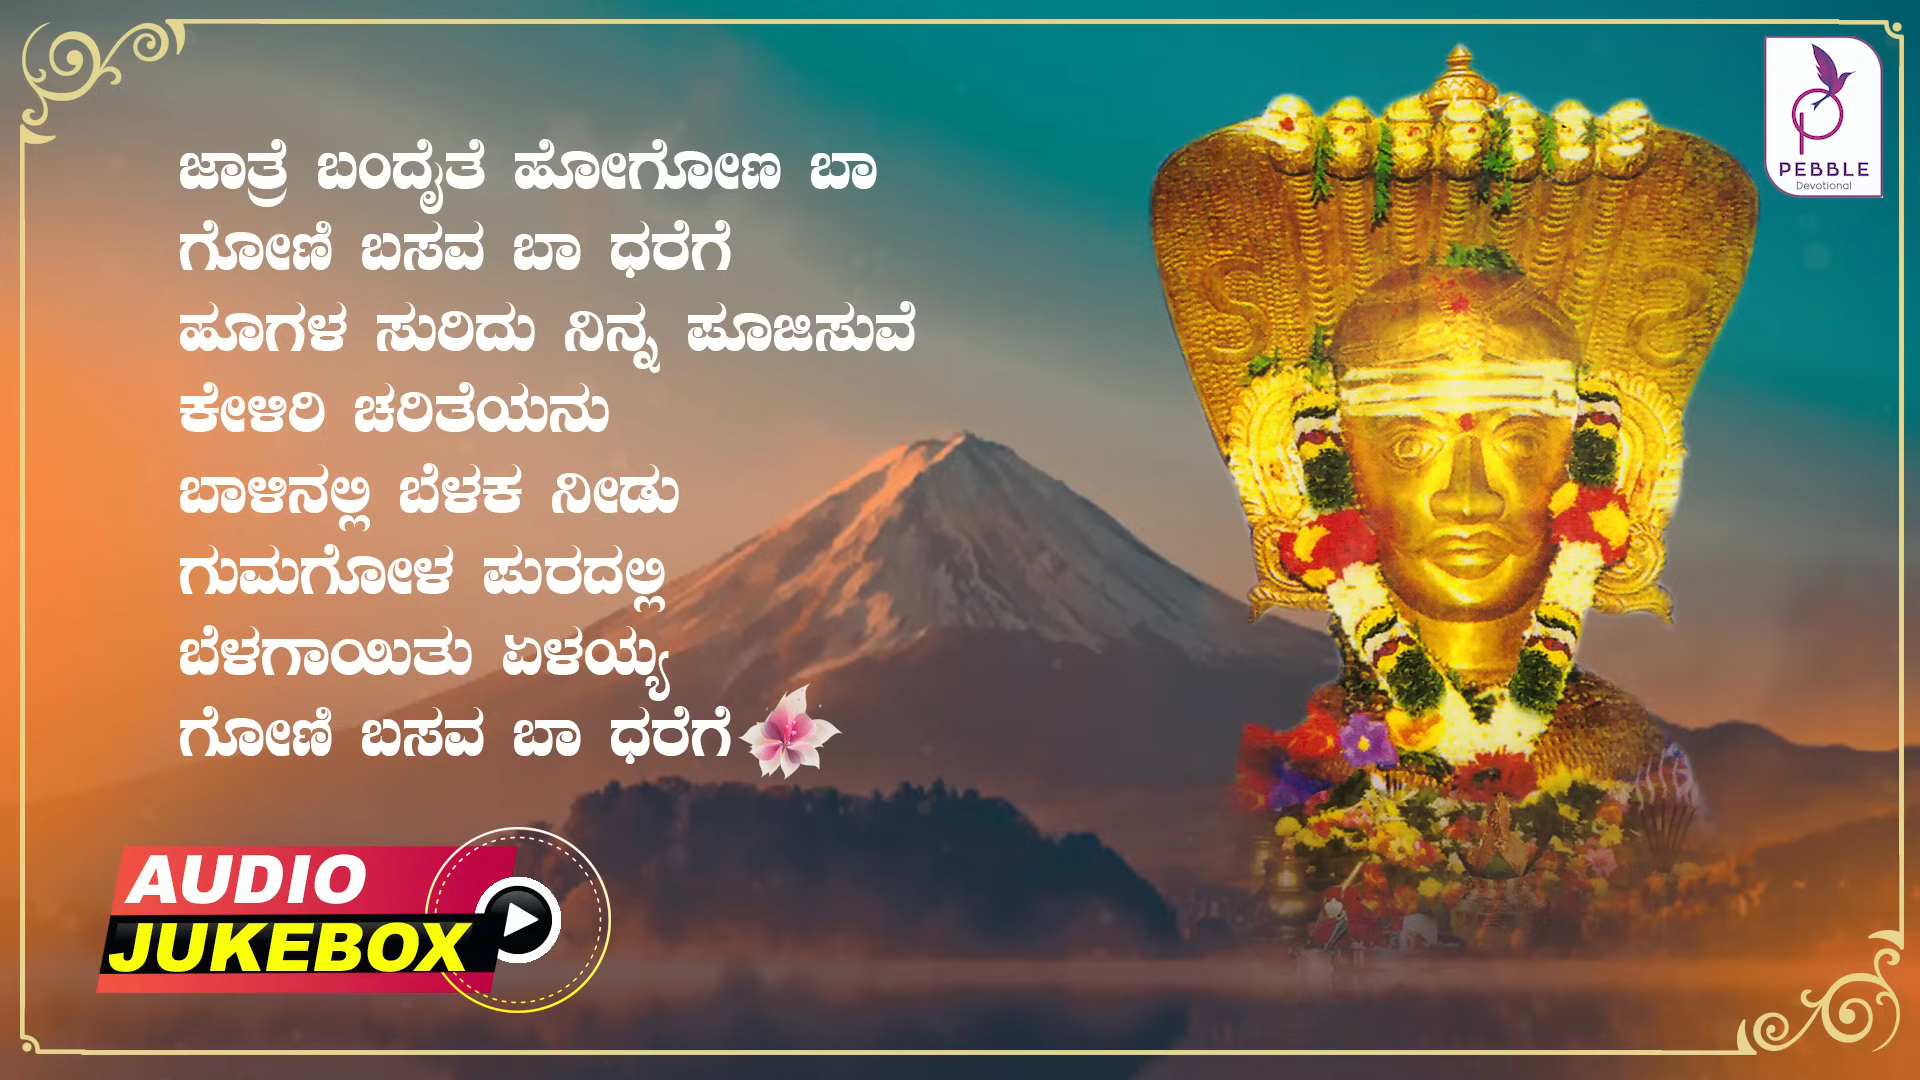 ಜಾತ್ರೆ ಬಂದೈತೆ ಹೋಗೋಣ ಬಾ
ಗೋಣಿ ಬಸವ ಬಾ ಧರೆಗೆ
ಹೂಗಳ ಸುರಿದು ನಿನ್ನ ಪೂಜಿಸುವೆ
ಕೇಳಿರಿ ಚರಿತೆಯನು
ಬಾಳಿನಲ್ಲಿ ಬೆಳಕ ನೀಡು
ಗುಮಗೋಳ ಪುರದಲ್ಲಿ
ಬೆಳಗಾಯಿತು ಏಳಯ್ಯ
ಗೋಣಿ ಬಸವ ಬಾ ಧರೆಗೆ
AUDIO
JUKEBOX
PEBBLE
Devotional